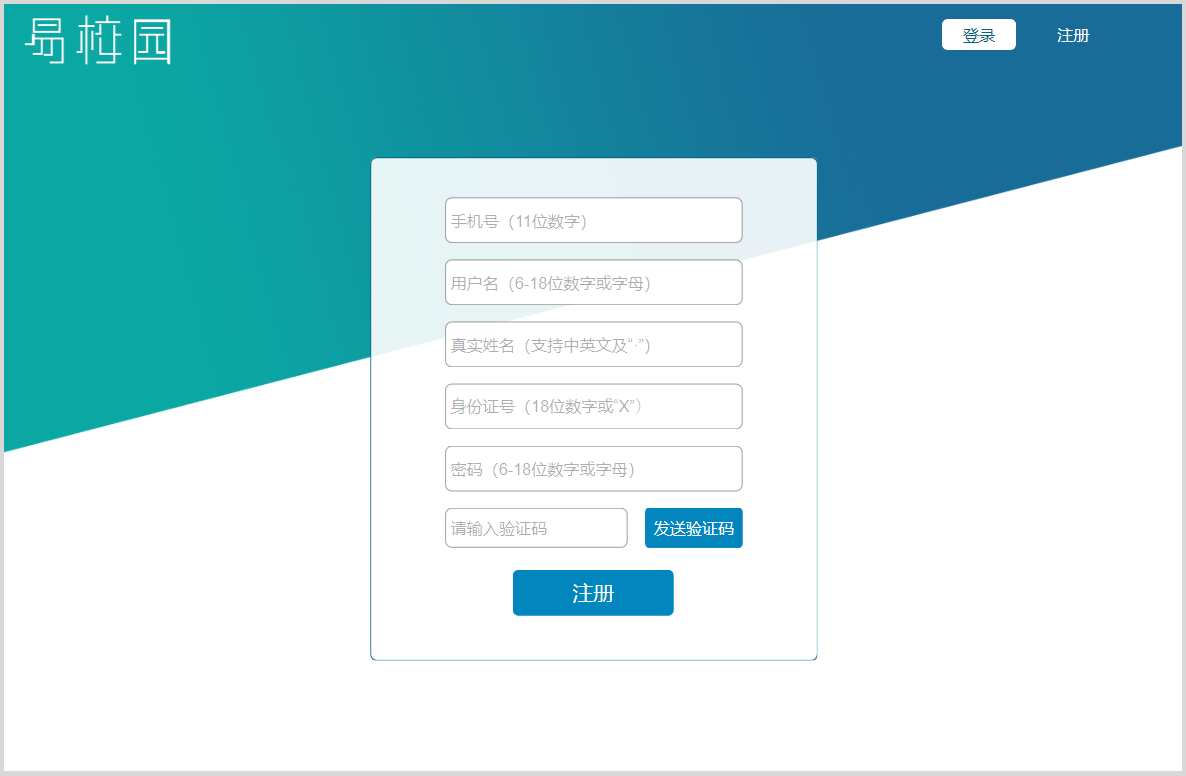 易桩园
登录
注册
手机号（11位数字）
用户名（6-18位数字或字母）
真实姓名（支持中英文及“·”）
身份证号（18位数字或“X”）
密码（6-18位数字或字母）
请输入验证码
发送验证码
注册